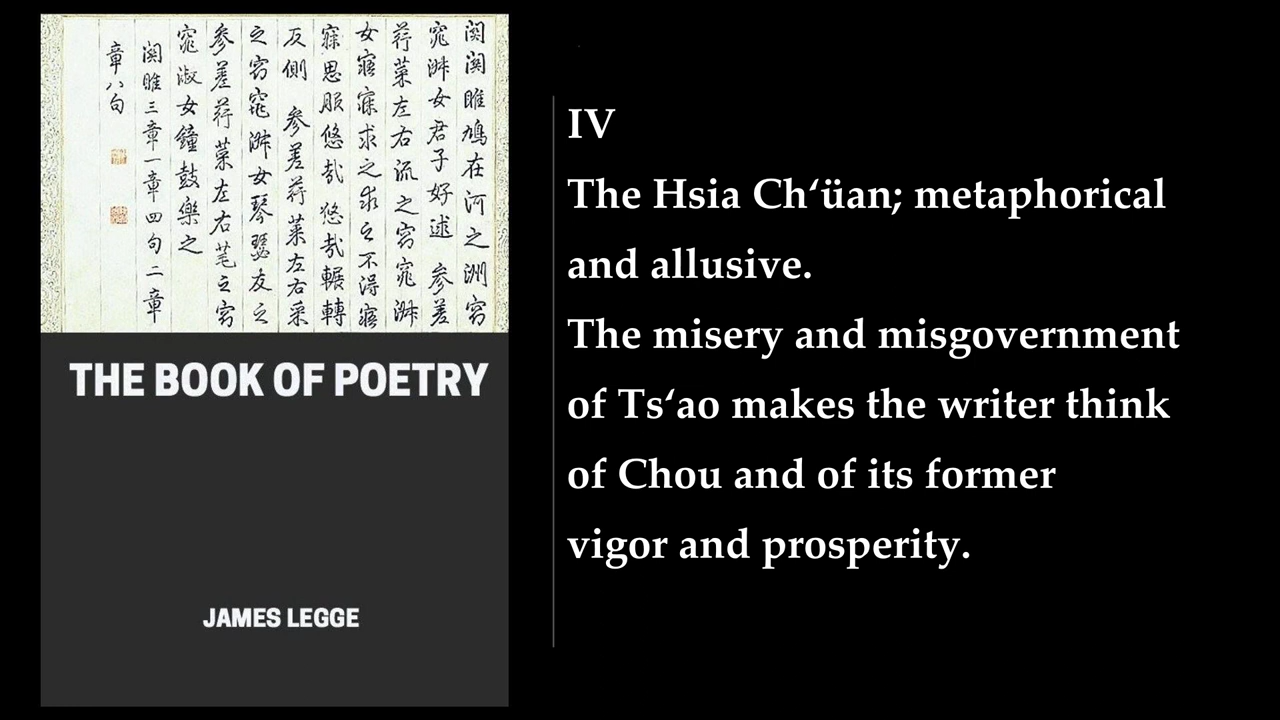 關關雎鳩在河之洲窈
窕淑女君子好逑 參差
荇菜左右流之窈窕淑
女寤寐求之求之不得寤
寐思服悠哉悠哉輾轉
反側 參差荇菜左右采
之窈窕淑女琴瑟友之
參差荇菜左右芼之窈
窕淑女鐘鼓樂之
關雎三章一章四句二章
章八句
THE BOOK OF POETRY
JAMES LEGGE
IV
The Hsia Ch‘üan; metaphorical
and allusive.
The misery and misgovernment
of Ts‘ao makes the writer think
of Chou and of its former
vigor and prosperity.